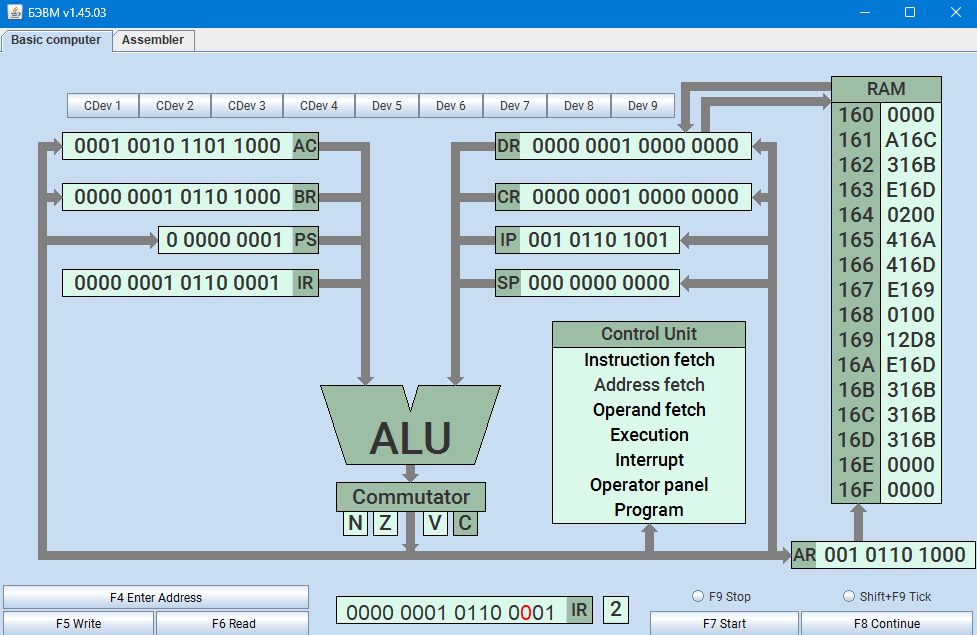 БЭВМ v1.45.03
Basic computer Assembler
CDev 1 CDev 2 CDev 3 CDev 4 Dev 5 Dev 6 Dev 7 Dev 8 Dev 9
RAM
160 0000
161 A16C
162 316B
163 E16D
164 0200
165 416A
166 416D
167 E169
168 0100
169 12D8
16A E16D
16B 316B
16C 316B
16D 316B
16E 0000
16F 0000
0001 0010 1101 1000 AC
DR 0000 0001 0000 0000
0000 0001 0110 1000 BR
CR 0000 0001 0000 0000
0 0000 0001 PS
IP 001 0110 1001
0000 0001 0110 0001 IR
SP 000 0000 0000
Control Unit
Instruction fetch
Address fetch
Operand fetch
Execution
Interrupt
Operator panel
Program
ALU
Commutator
N Z V C
AR 001 0110 1000
F4 Enter Address
F5 Write F6 Read
0000 0001 0110 0001 IR 2
F9 Stop Shift+F9 Tick
F7 Start F8 Continue